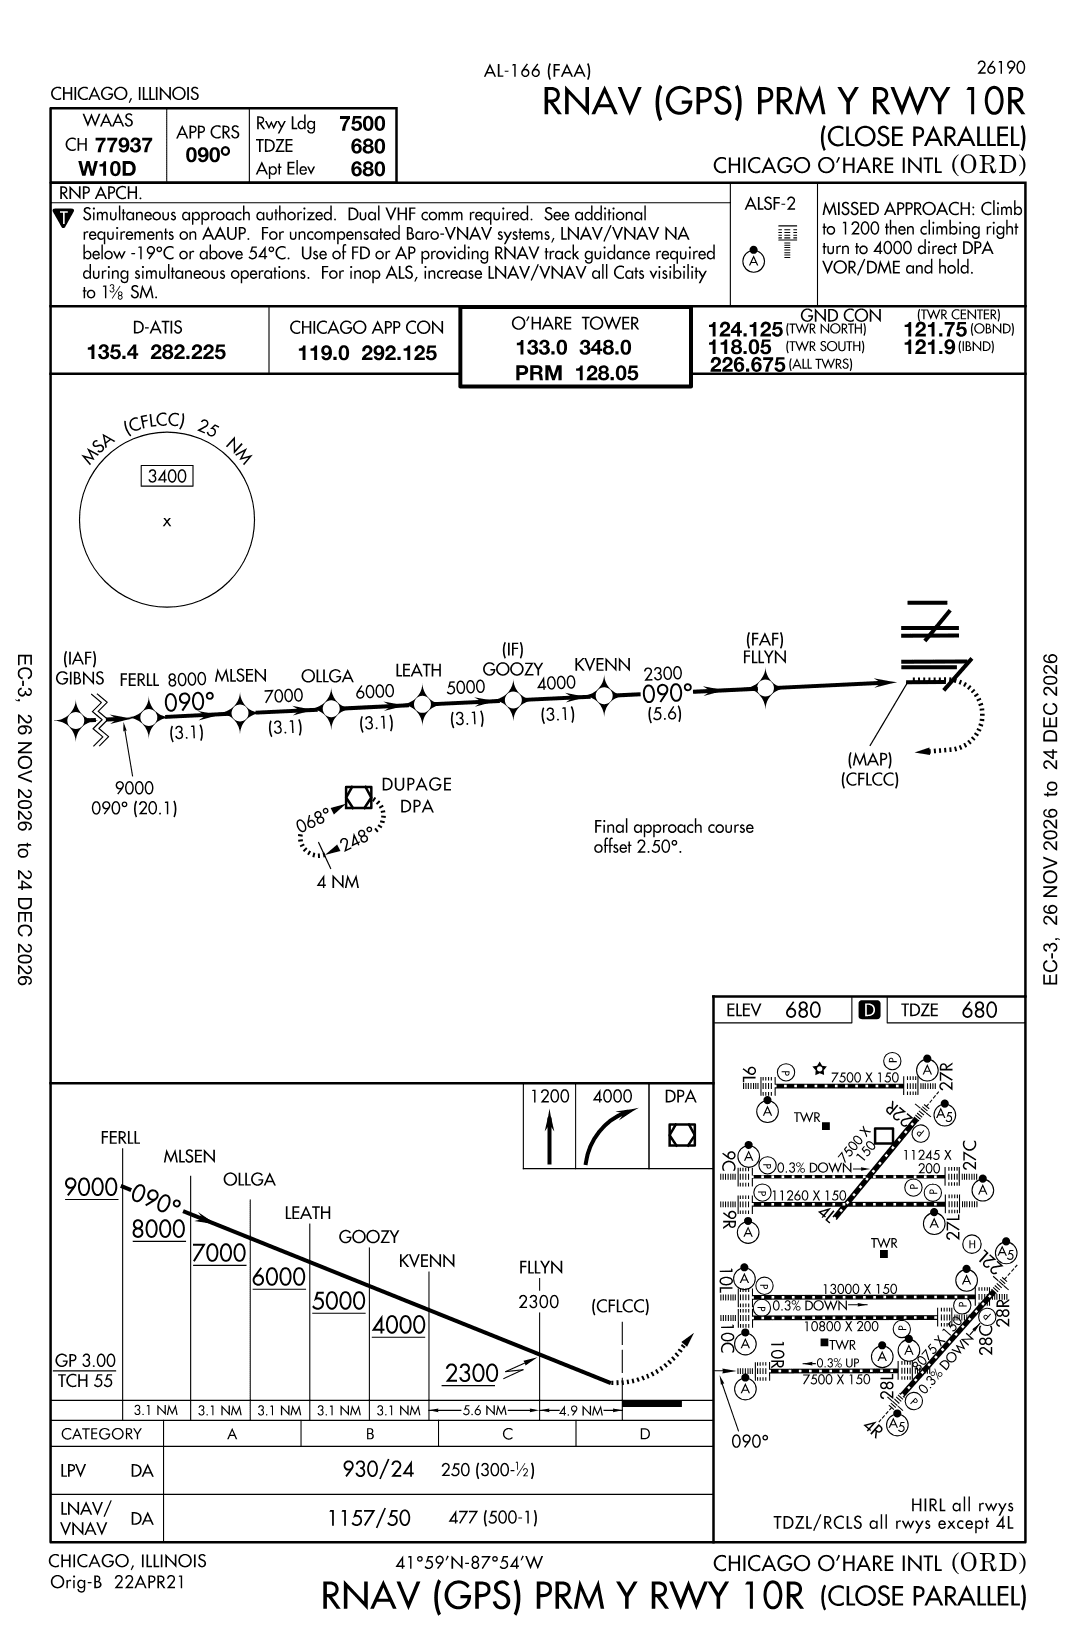 AL-166 (FAA)
26190
CHICAGO, ILLINOIS
RNAV (GPS) PRM Y RWY 10R
(CLOSE PARALLEL)
CHICAGO O'HARE INTL (ORD)
WAAS
CH 77937
W10D
APP CRS
090°
Rwy Ldg 7500
TDZE 680
Apt Elev 680
RNP APCH.
T
Simultaneous approach authorized. Dual VHF comm required. See additional
requirements on AAUP. For uncompensated Baro-VNAV systems, LNAV/VNAV NA
below -19°C or above 54°C. Use of FD or AP providing RNAV track guidance required
during simultaneous operations. For inop ALS, increase LNAV/VNAV all Cats visibility
to 1⅜ SM.
ALSF-2
A
MISSED APPROACH: Climb
to 1200 then climbing right
turn to 4000 direct DPA
VOR/DME and hold.
D-ATIS
135.4 282.225
CHICAGO APP CON
119.0 292.125
O'HARE TOWER
133.0 348.0
PRM 128.05
GND CON
124.125 (TWR NORTH)
118.05 (TWR SOUTH)
226.675 (ALL TWRS)
(TWR CENTER)
121.75 (OBND)
121.9 (IBND)
MSA (CFLCC) 25 NM
3400
x
(IAF)
GIBNS
FERLL
8000
090°
(3.1)
MLSEN
7000
(3.1)
OLLGA
6000
(3.1)
LEATH
5000
(3.1)
(IF)
GOOZY
4000
(3.1)
KVENN
2300
090°
(5.6)
(FAF)
FLLYN
9000
090° (20.1)
(MAP)
(CFLCC)
DUPAGE
DPA
068°
248°
4 NM
Final approach course
offset 2.50°.
EC-3, 26 NOV 2026 to 24 DEC 2026
EC-3, 26 NOV 2026 to 24 DEC 2026
ELEV 680
D
TDZE 680
9L
P
7500 X 150
P
A
27R
A
TWR
22R
A5
P
7500 X
150
9C
A
P
0.3% DOWN
11245 X
200
27C
A
11260 X 150
P
P
P
9R
A
4L
A
27L
TWR
H
22L
A5
10L
A
P
13000 X 150
A
28R
P
0.3% DOWN
P
10800 X 200
P
P
28C
10C
A
TWR
10R
0.3% UP
7500 X 150
A
A
28L
A
8075 X 150
0.3% DOWN
P
4R
A5
090°
HIRL all rwys
TDZL/RCLS all rwys except 4L
1200
4000
DPA
FERLL
MLSEN
OLLGA
LEATH
GOOZY
KVENN
FLLYN
2300
(CFLCC)
9000
090°
8000
7000
6000
5000
4000
2300
GP 3.00
TCH 55
3.1 NM
3.1 NM
3.1 NM
3.1 NM
3.1 NM
5.6 NM
4.9 NM
CATEGORY A B C D
LPV DA 930/24 250 (300-½)
LNAV/
VNAV DA 1157/50 477 (500-1)
CHICAGO, ILLINOIS
Orig-B 22APR21
41°59'N-87°54'W
CHICAGO O'HARE INTL (ORD)
RNAV (GPS) PRM Y RWY 10R (CLOSE PARALLEL)